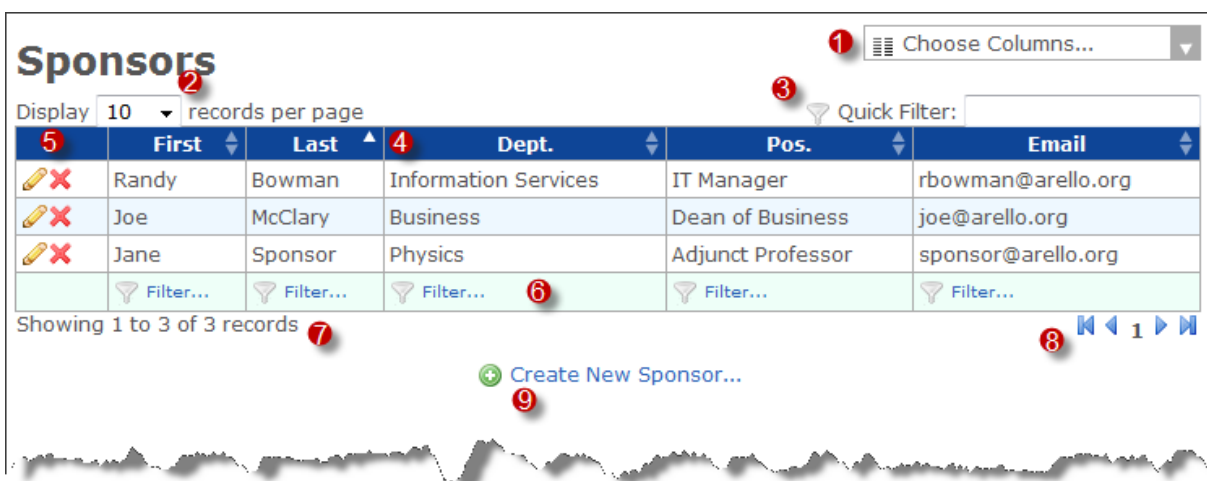 1 Choose Columns...
Sponsors
2
3
Display 10 records per page Quick Filter:
5 First Last 4 Dept. Pos. Email
Randy Bowman Information Services IT Manager rbowman@arello.org
Joe McClary Business Dean of Business joe@arello.org
Jane Sponsor Physics Adjunct Professor sponsor@arello.org
Filter... Filter... Filter... 6 Filter... Filter...
Showing 1 to 3 of 3 records 7 8 1
Create New Sponsor...
9